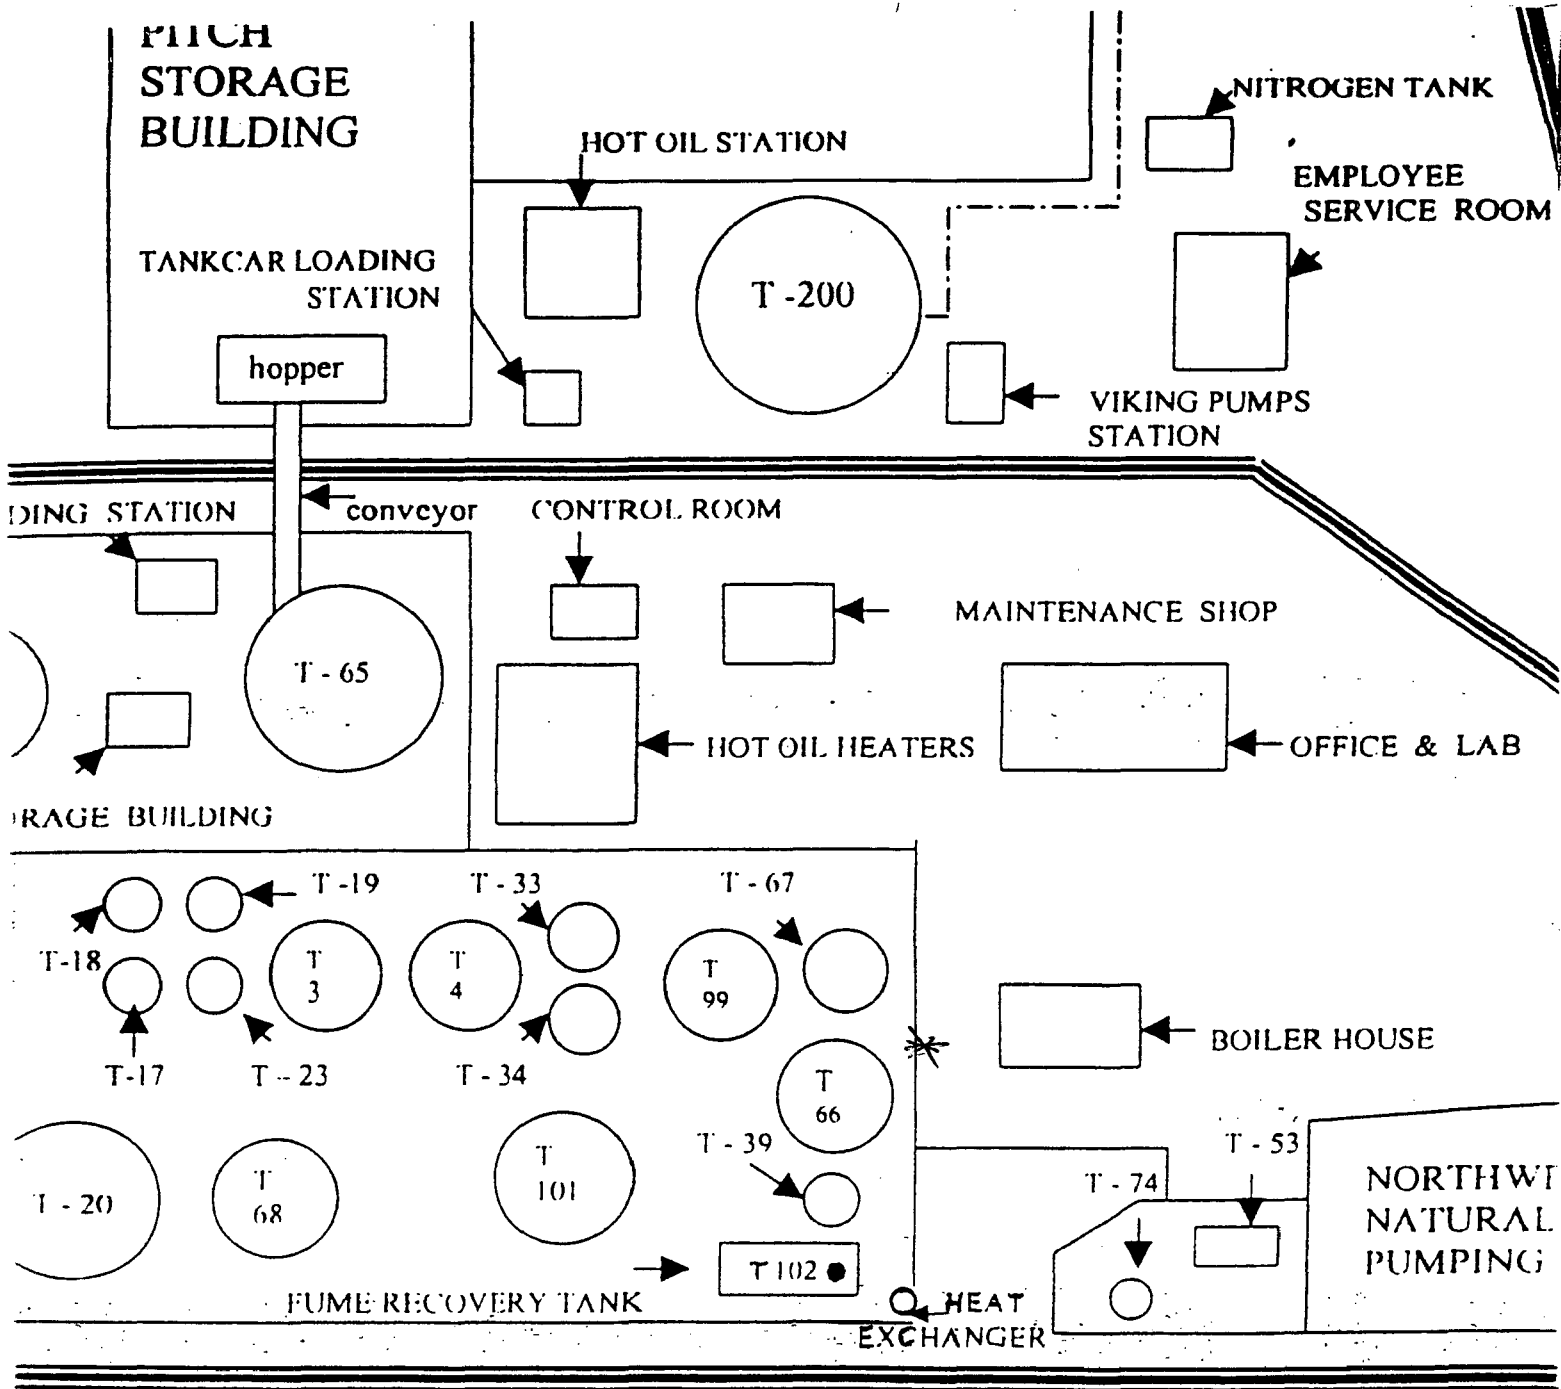 PITCH
STORAGE
BUILDING
NITROGEN TANK
HOT OIL STATION
EMPLOYEE
SERVICE ROOM
TANKCAR LOADING
STATION
T -200
hopper
VIKING PUMPS
STATION
DING STATION
conveyor
CONTROL ROOM
MAINTENANCE SHOP
T - 65
HOT OIL HEATERS
OFFICE & LAB
RAGE BUILDING
T -19
T - 33
T - 67
T-18
T
3
T
4
T
99
BOILER HOUSE
T-17
T - 23
T - 34
T
66
T - 39
T - 53
T - 74
T - 20
T
68
T
101
NORTHW
NATURAL
PUMPING
T 102
FUME RECOVERY TANK
HEAT
EXCHANGER